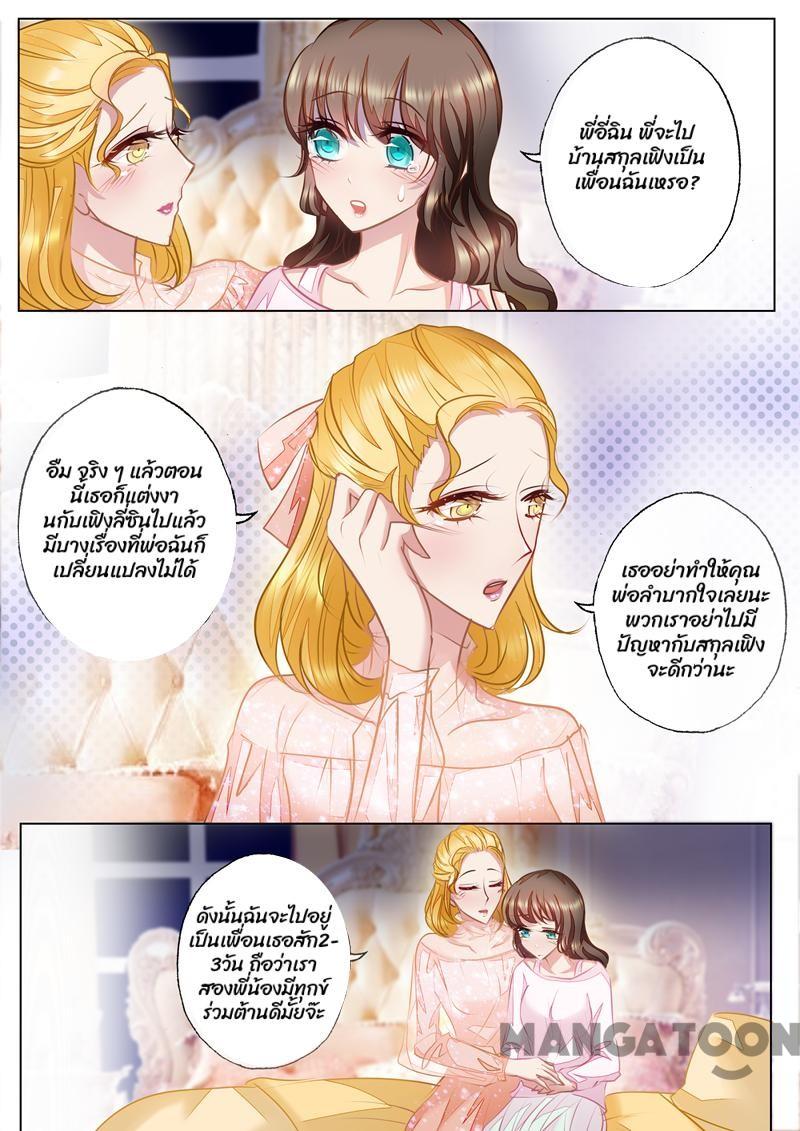 พี่อี่ฉิน พี่จะไป
บ้านสกุลเฟิงเป็น
เพื่อนฉันเหรอ?
อืม จริง ๆ แล้วตอน
นี้เธอก็แต่งงา
นกับเฟิงลี่ซินไปแล้ว
มีบางเรื่องที่พ่อฉันก็
เปลี่ยนแปลงไม่ได้
เธออย่าทำให้คุณ
พ่อลำบากใจเลยนะ
พวกเราอย่าไปมี
ปัญหากับสกุลเฟิง
จะดีกว่านะ
ดังนั้นฉันจะไปอยู่
เป็นเพื่อนเธอสัก2-
3วัน ถือว่าเรา
สองพี่น้องมีทุกข์
ร่วมต้านดีมั้ยจ๊ะ
MANGATOON